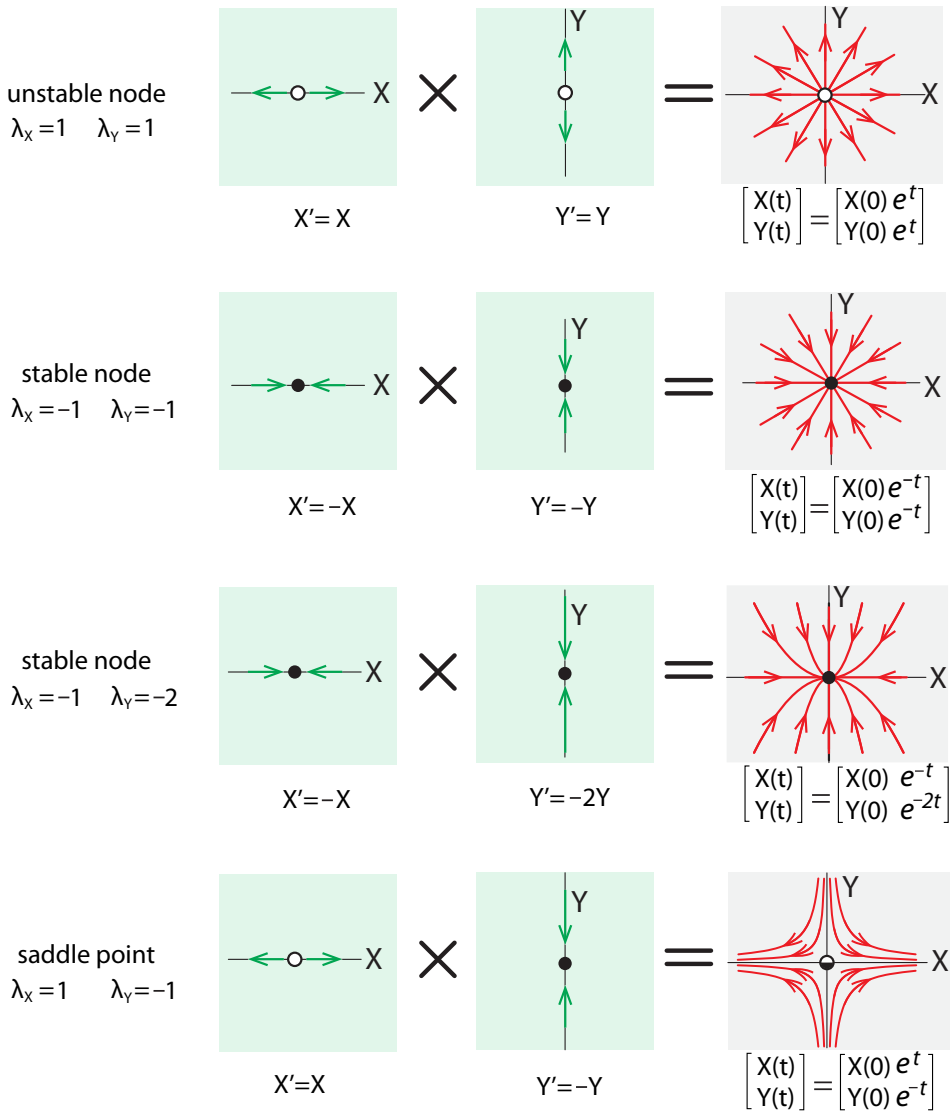 unstable node
λX = 1 λY = 1
X
Y
X
Y
X' = X
Y' = Y
[X(t) Y(t)] = [X(0) e^t Y(0) e^t]
stable node
λX = –1 λY = –1
X
Y
X
Y
X' = –X
Y' = –Y
[X(t) Y(t)] = [X(0) e^–t Y(0) e^–t]
stable node
λX = –1 λY = –2
X
Y
X
Y
X' = –X
Y' = –2Y
[X(t) Y(t)] = [X(0) e^–t Y(0) e^–2t]
saddle point
λX = 1 λY = –1
X
Y
X
Y
X' = X
Y' = –Y
[X(t) Y(t)] = [X(0) e^t Y(0) e^–t]